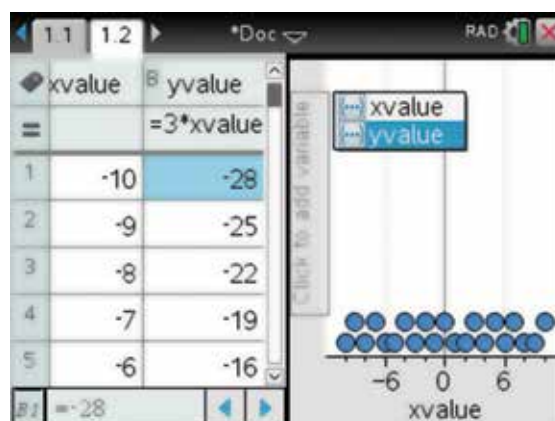 1.1 1.2 *Doc RAD
xvalue B yvalue
= =3*xvalue
1 -10 -28
2 -9 -25
3 -8 -22
4 -7 -19
5 -6 -16
B1 =-28
Click to add variable
xvalue
yvalue
-6 0 6
xvalue